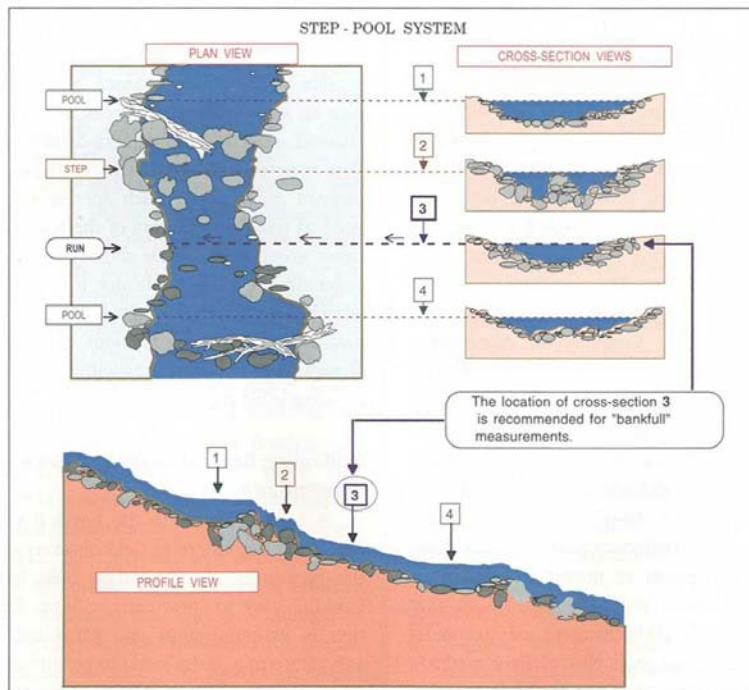 STEP - POOL SYSTEM
PLAN VIEW
CROSS-SECTION VIEWS
POOL
1
STEP
2
RUN
3
POOL
4
The location of cross-section 3
is recommended for "bankfull"
measurements.
1
2
3
4
PROFILE VIEW